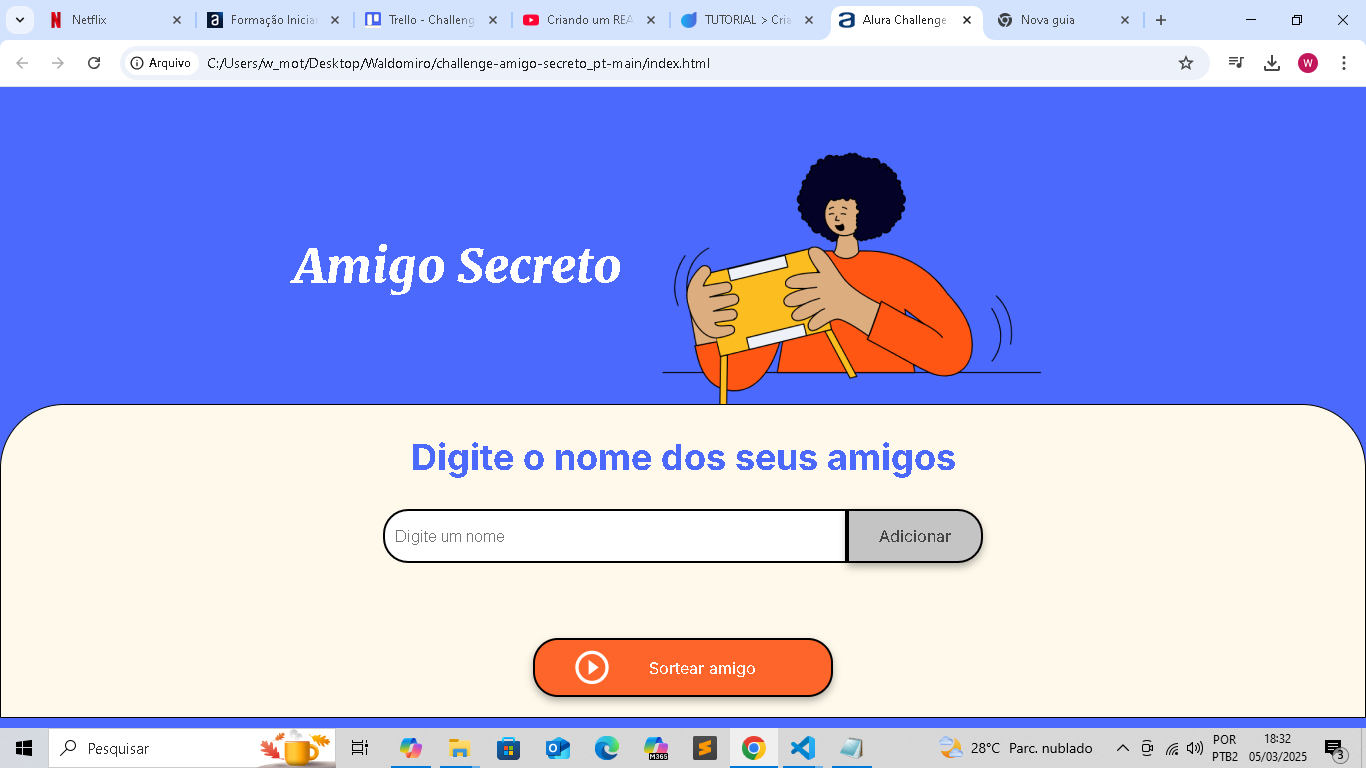 Netflix
Formação Inician
Trello - Challeng
Criando um REA
TUTORIAL > Cria
Alura Challenge
Nova guia
Arquivo
C:/Users/w_mot/Desktop/Waldomiro/challenge-amigo-secreto_pt-main/index.html
W
Amigo Secreto
Digite o nome dos seus amigos
Digite um nome
Adicionar
Sortear amigo
Pesquisar
M365
28°C Parc. nublado
POR
PTB2
18:32
05/03/2025
3